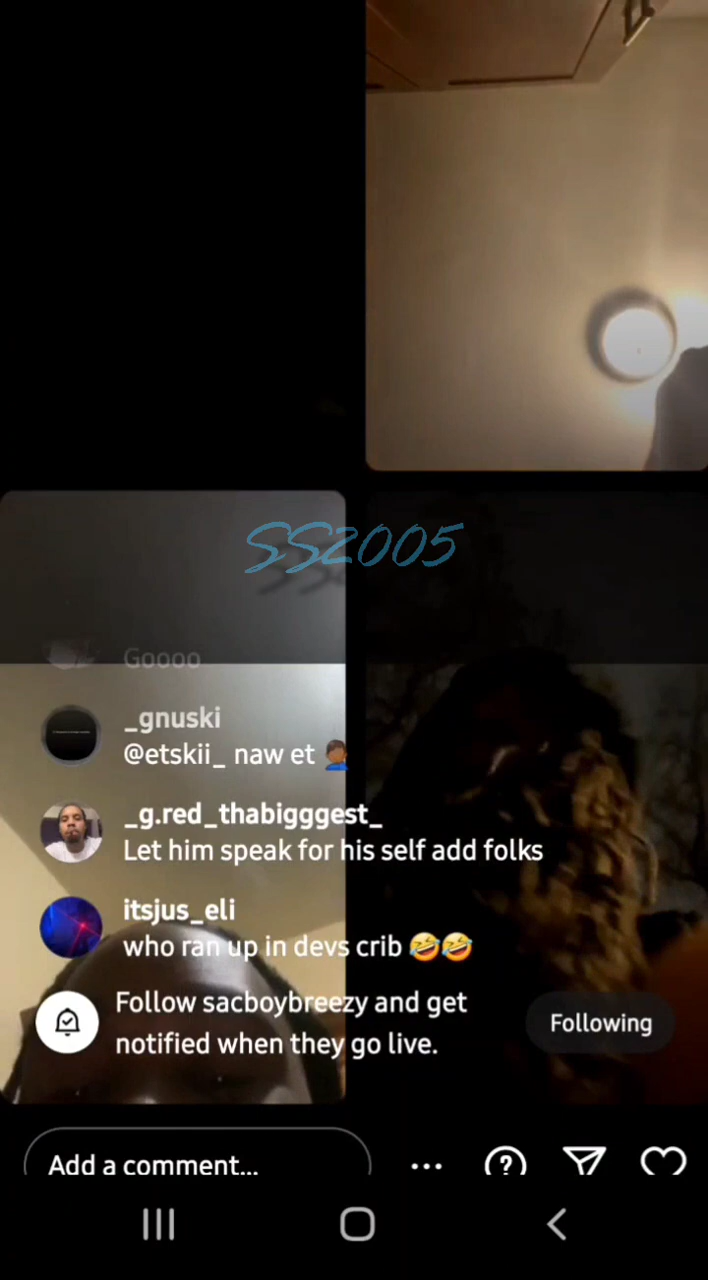 SS2005
Goooo
_gnuski
@etskii_ naw et 🤦🏾‍♂️
_g.red_thabigggest_
Let him speak for his self add folks
itsjus_eli
who ran up in devs crib 🤣🤣
Follow sacboybreezy and get
notified when they go live.
Following
Add a comment...